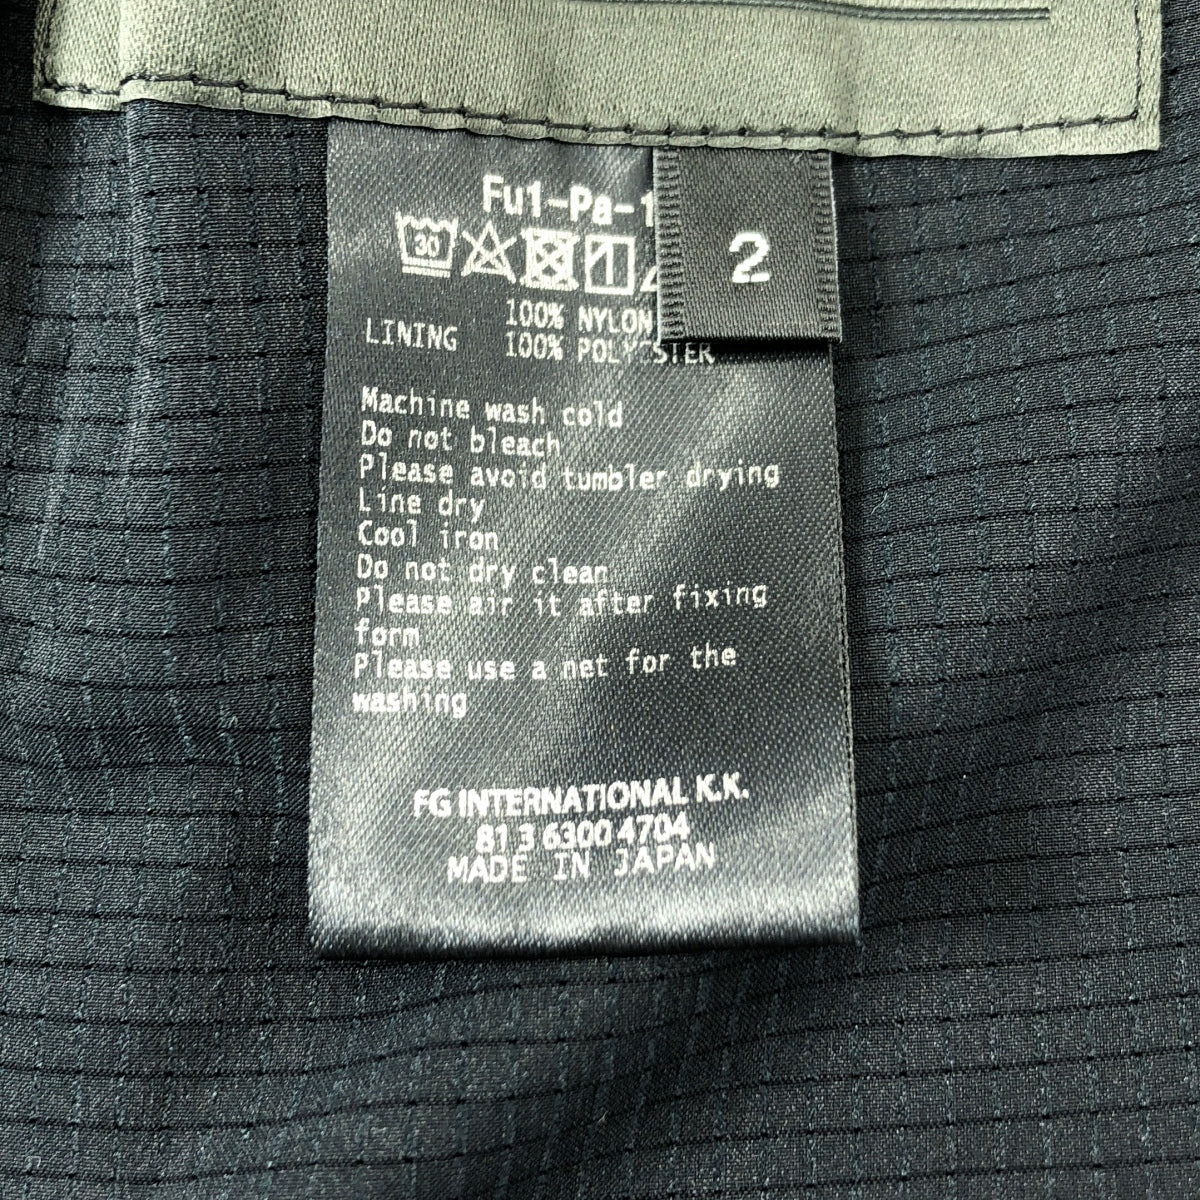 Fu1-Pa-1
2
30
100% NYLON
LINING 100% POLYESTER
Machine wash cold
Do not bleach
Please avoid tumbler drying
Line dry
Cool iron
Do not dry clean
Please air it after fixing
form
Please use a net for the
washing
FG INTERNATIONAL K.K.
81 3 6300 4704
MADE IN JAPAN